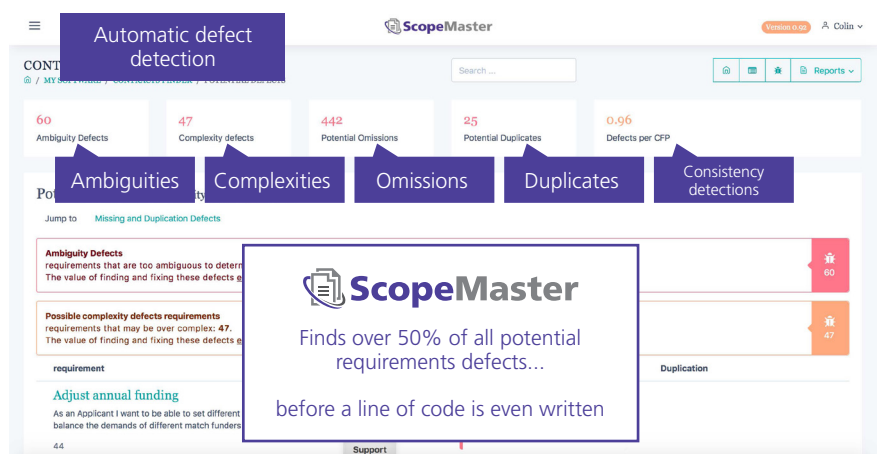 Automatic defect
detection
ScopeMaster
Version 0.92
Colin
CONT
Search ...
Reports
60
Ambiguity Defects
47
Complexity defects
442
Potential Omissions
25
Potential Duplicates
0.96
Defects per CFP
Ambiguities
Complexities
Omissions
Duplicates
Consistency
detections
Jump to Missing and Duplication Defects
Ambiguity Defects
requirements that are too ambiguous to deter
The value of finding and fixing these defects
60
Possible complexity defects requirements
requirements that may be over complex: 47.
The value of finding and fixing these defects
47
ScopeMaster
Finds over 50% of all potential
requirements defects...
before a line of code is even written
requirement
Duplication
Adjust annual funding
As an Applicant I want to be able to set different
balance the demands of different match funders
44
Support